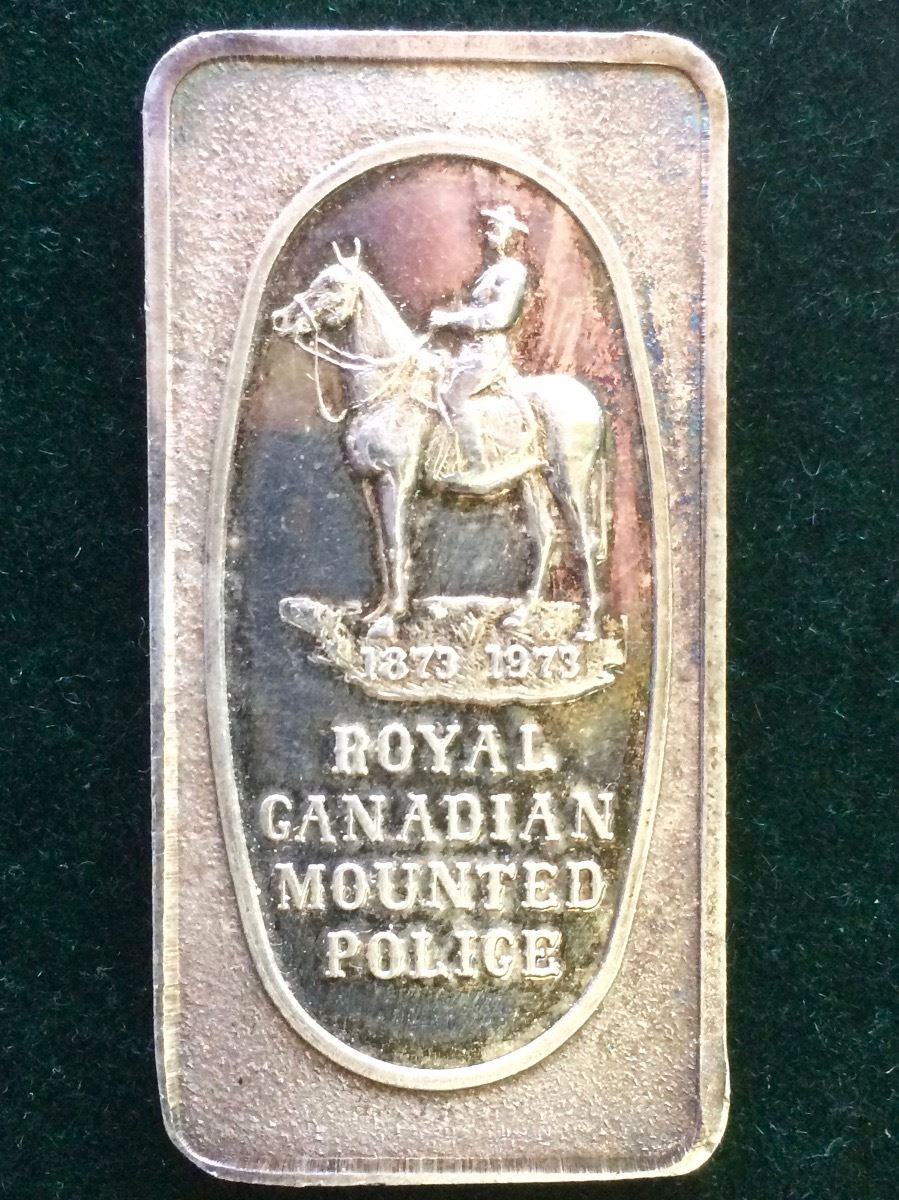 1873 1973
ROYAL
CANADIAN
MOUNTED
POLICE